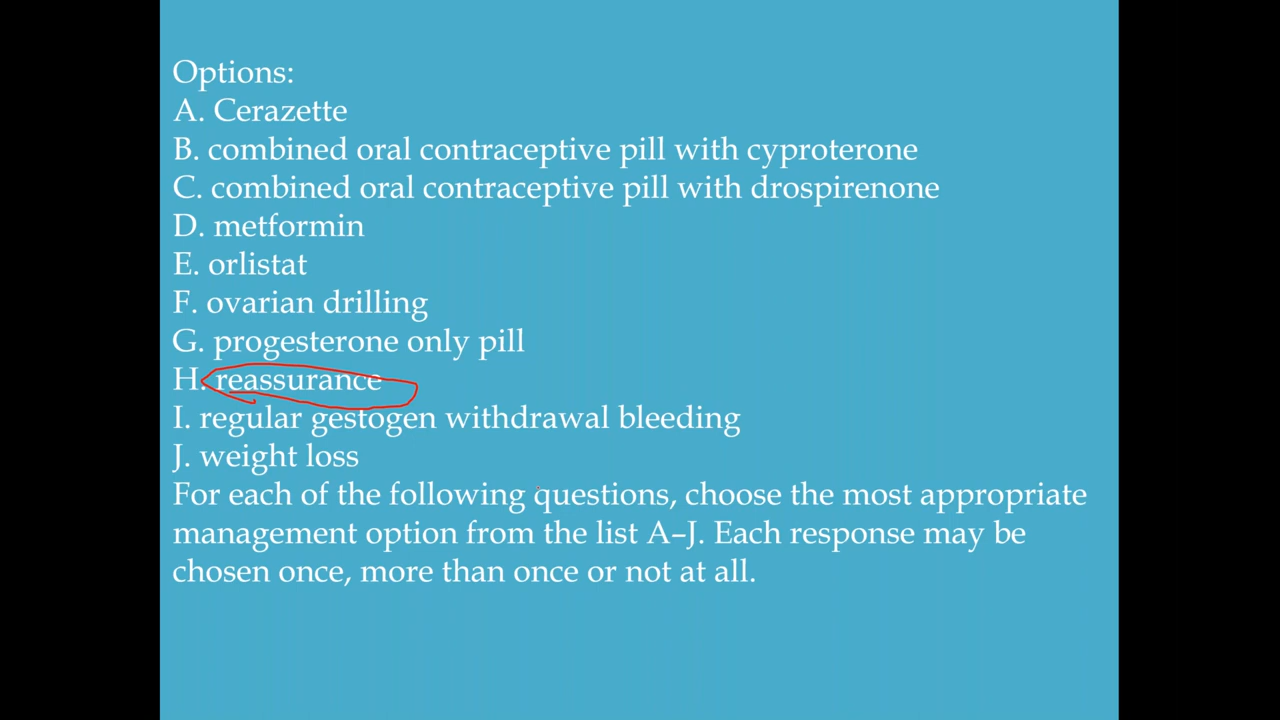 Options:
A. Cerazette
B. combined oral contraceptive pill with cyproterone
C. combined oral contraceptive pill with drospirenone
D. metformin
E. orlistat
F. ovarian drilling
G. progesterone only pill
H. reassurance
I. regular gestogen withdrawal bleeding
J. weight loss
For each of the following questions, choose the most appropriate
management option from the list A–J. Each response may be
chosen once, more than once or not at all.